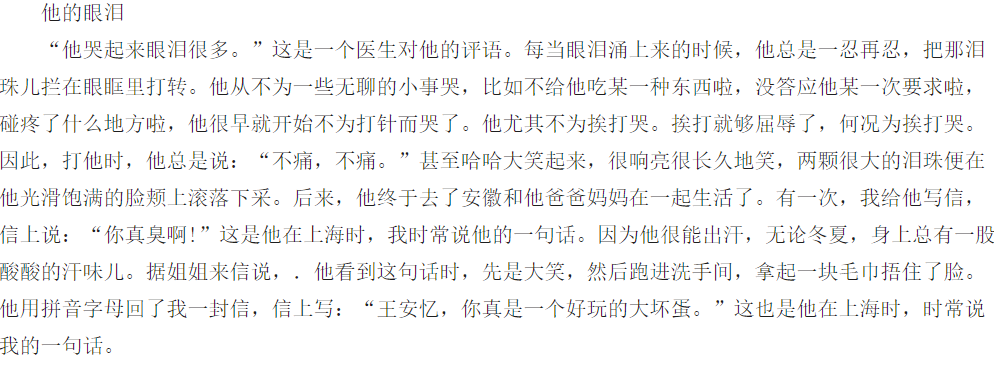 他的眼泪
“他哭起来眼泪很多。”这是一个医生对他的评语。每当眼泪涌上来的时候，他总是一忍再忍，把那泪
珠儿拦在眼眶里打转。他从不为一些无聊的小事哭，比如不给他吃某一种东西啦，没答应他某一次要求啦，
碰疼了什么地方啦，他很早就开始不为打针而哭了。他尤其不为挨打哭。挨打就够屈辱了，何况为挨打哭。
因此，打他时，他总是说：“不痛，不痛。”甚至哈哈大笑起来，很响亮很长久地笑，两颗很大的泪珠便在
他光滑饱满的脸颊上滚落下采。后来，他终于去了安徽和他爸爸妈妈在一起生活了。有一次，我给他写信，
信上说：“你真臭啊!”这是他在上海时，我时常说他的一句话。因为他很能出汗，无论冬夏，身上总有一股
酸酸的汗味儿。据姐姐来信说，．他看到这句话时，先是大笑，然后跑进洗手间，拿起一块毛巾捂住了脸。
他用拼音字母回了我一封信，信上写：“王安忆，你真是一个好玩的大坏蛋。”这也是他在上海时，时常说
我的一句话。